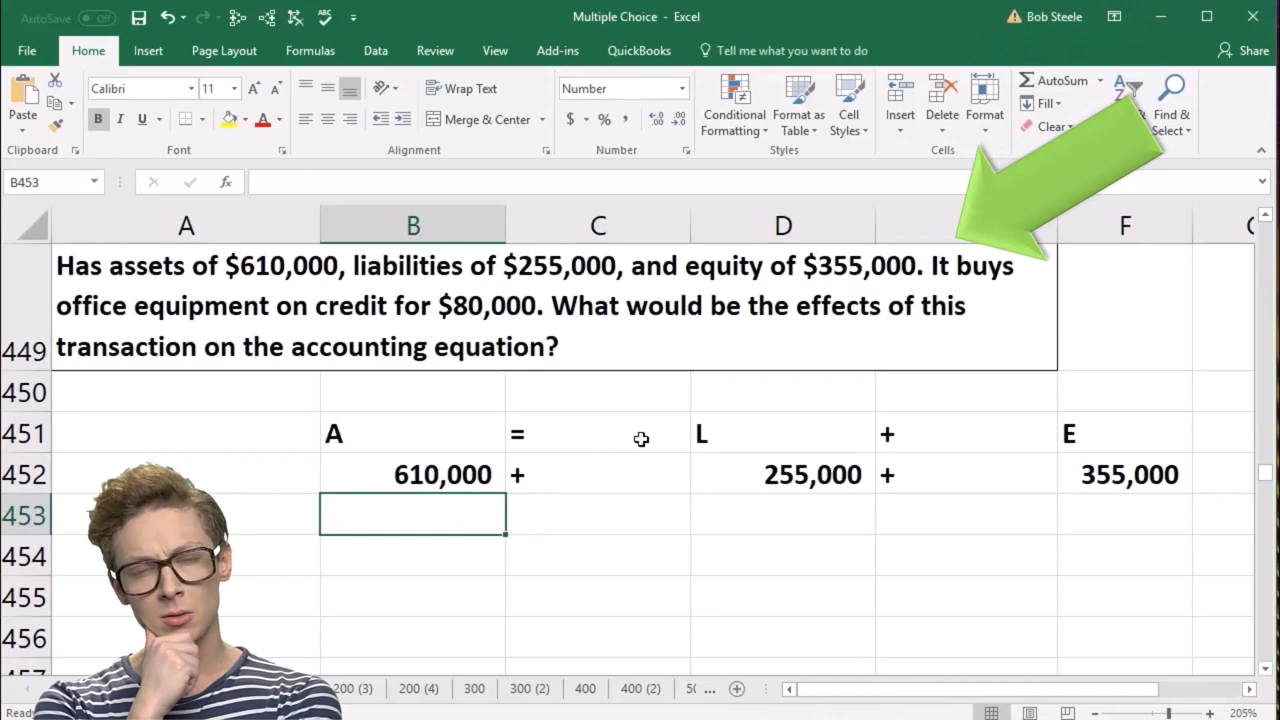 AutoSave Off
Multiple Choice - Excel
Bob Steele
File Home Insert Page Layout Formulas Data Review View Add-ins QuickBooks Tell me what you want to do Share
Calibri 11
Wrap Text
Number
AutoSum
Paste
B I U
Merge & Center
$ % ,
Conditional Formatting
Format as Table
Cell Styles
Insert Delete Format
Fill
Clear
Find & Select
Clipboard Font Alignment Number Styles Cells
B453
fx
A B C D F
449
Has assets of $610,000, liabilities of $255,000, and equity of $355,000. It buys
office equipment on credit for $80,000. What would be the effects of this
transaction on the accounting equation?
450
451 A = L + E
452 610,000 + 255,000 + 355,000
453
454
455
456
200 (3) 200 (4) 300 300 (2) 400 400 (2) ...
205%